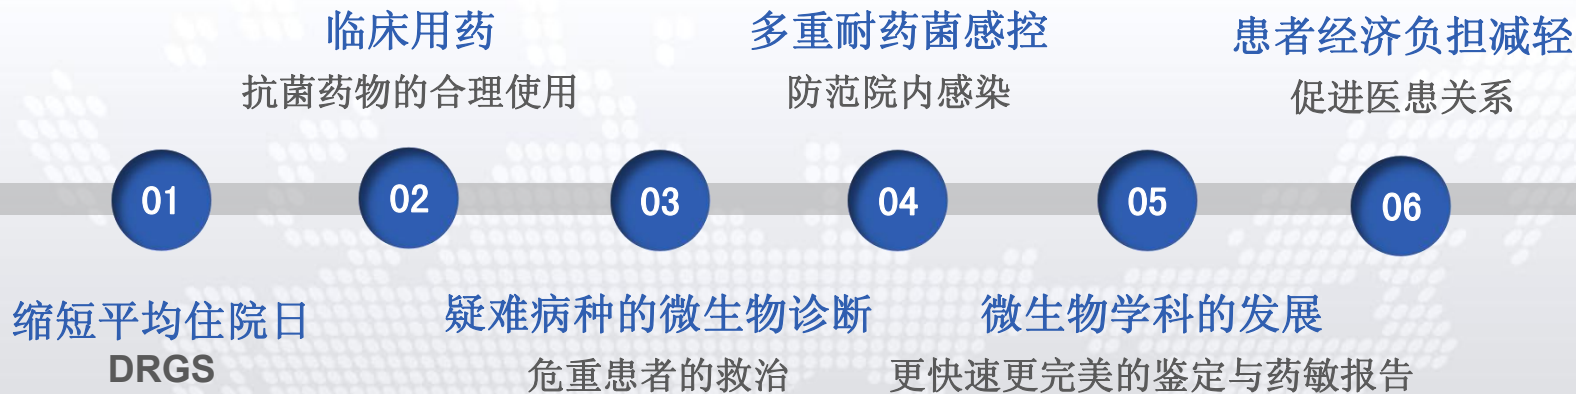 临床用药
抗菌药物的合理使用
多重耐药菌感控
防范院内感染
患者经济负担减轻
促进医患关系
01
02
03
04
05
06
缩短平均住院日
DRGS
疑难病种的微生物诊断
危重患者的救治
微生物学科的发展
更快速更完美的鉴定与药敏报告